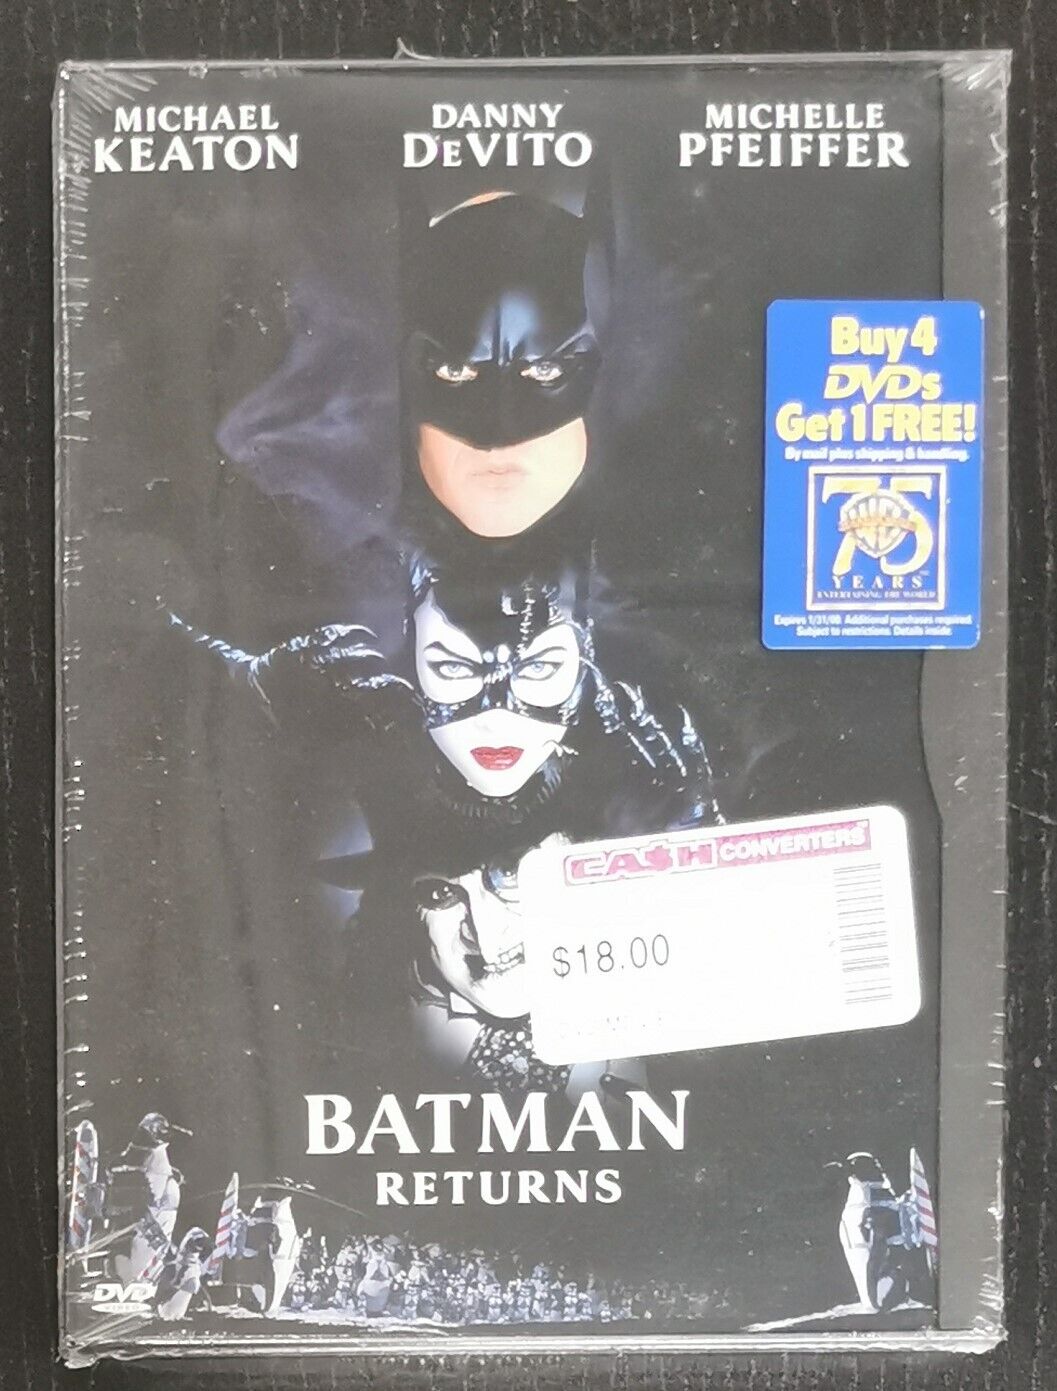 MICHAEL
KEATON
DANNY
DeVITO
MICHELLE
PFEIFFER
Buy 4
DVDs
Get 1 FREE!
By mail plus shipping & handling.
75
YEARS
ENTERTAINING THE WORLD
Expires 1/31/00. Additional purchases required.
Subject to restrictions. Details inside.
CASH CONVERTERS
$18.00
BATMAN
RETURNS
DVD
VIDEO